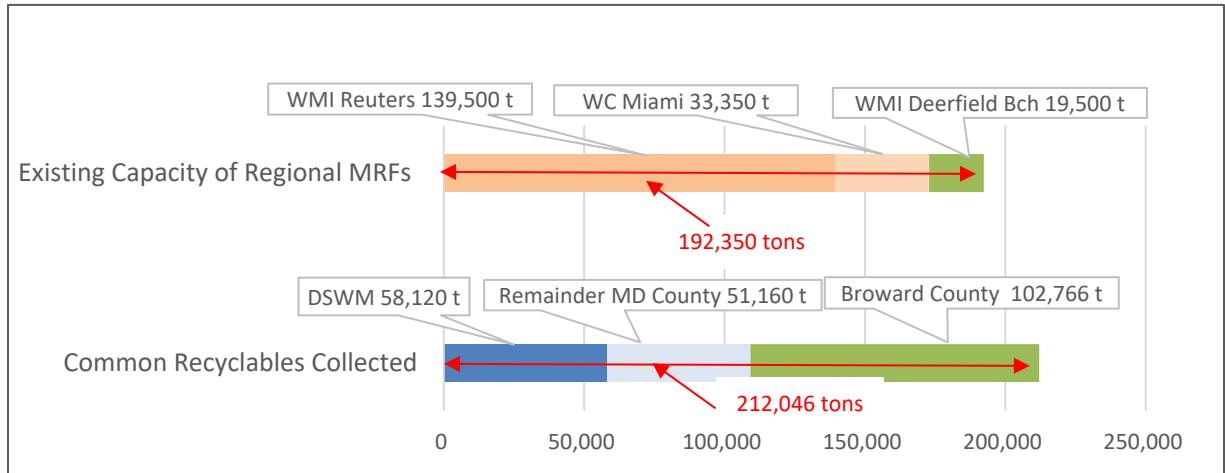 WMI Reuters 139,500 t
WC Miami 33,350 t
WMI Deerfield Bch 19,500 t
Existing Capacity of Regional MRFs
192,350 tons
DSWM 58,120 t
Remainder MD County 51,160 t
Broward County 102,766 t
Common Recyclables Collected
212,046 tons
0
50,000
100,000
150,000
200,000
250,000